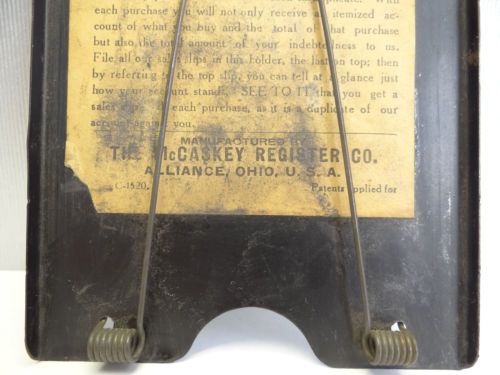 With
each purchase you will not only receive an itemized ac-
count of what you buy and the total of that purchase
but also the total amount of your indebtedness to us.
File all our sales slips in this folder, the last on top; then
by referring to the top slip, you can tell at a glance just
how your account stands. SEE TO IT that you get a
sales slip each purchase, as it is a duplicate of our
account against you.
MANUFACTURED BY
THE McCASKEY REGISTER CO.
ALLIANCE, OHIO, U. S. A.
C-1520. Patents applied for